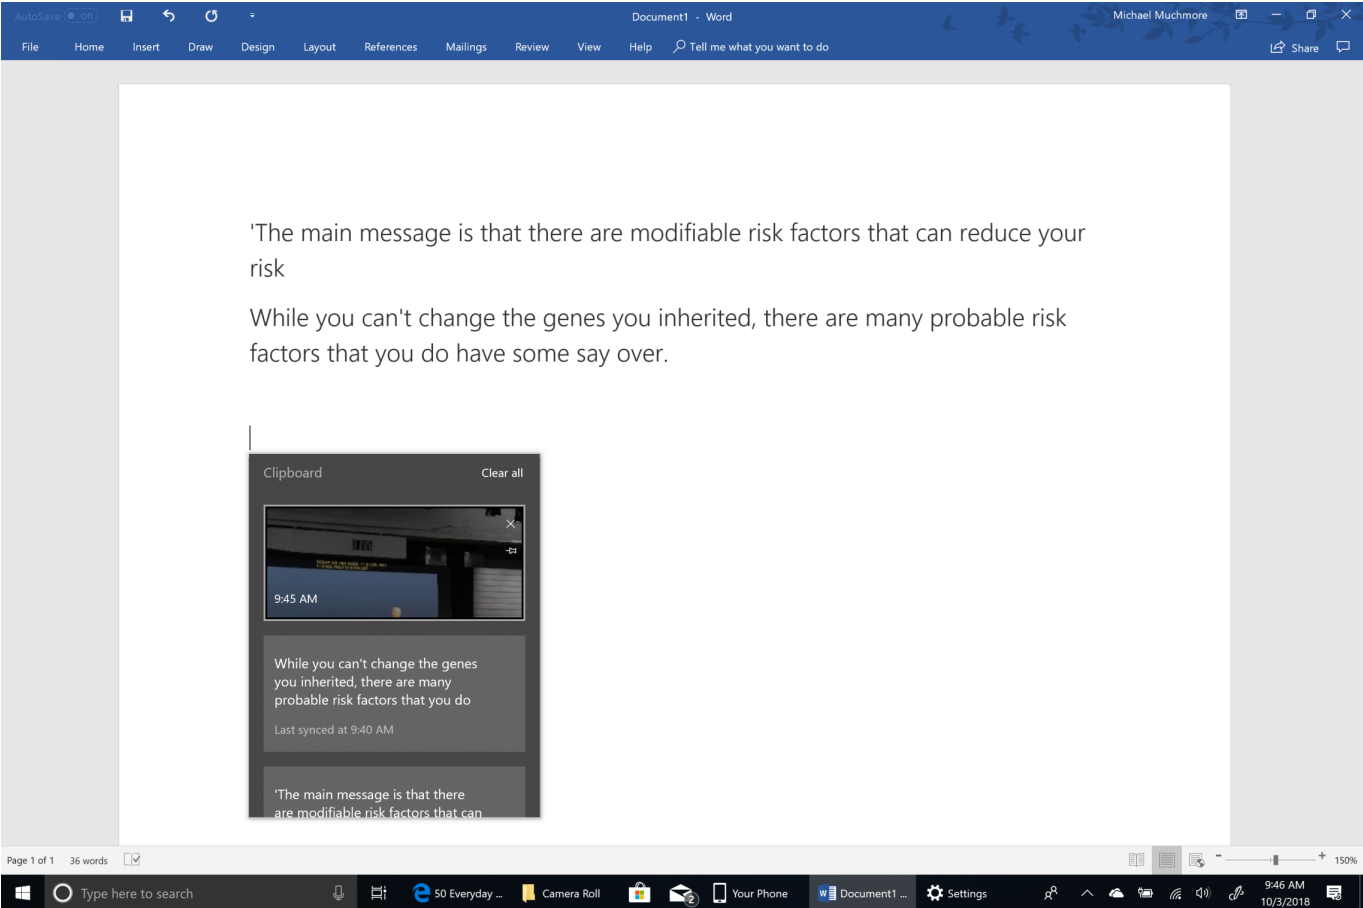 AutoSave Off
Document1 - Word
Michael Muchmore
File Home Insert Draw Design Layout References Mailings Review View Help Tell me what you want to do
Share
'The main message is that there are modifiable risk factors that can reduce your
risk
While you can't change the genes you inherited, there are many probable risk
factors that you do have some say over.
Clipboard Clear all
9:45 AM
While you can't change the genes
you inherited, there are many
probable risk factors that you do
Last synced at 9:40 AM
'The main message is that there
are modifiable risk factors that can
Page 1 of 1 36 words
150%
Type here to search
50 Everyday ...
Camera Roll
2
Your Phone
Document1 ...
Settings
9:46 AM
10/3/2018